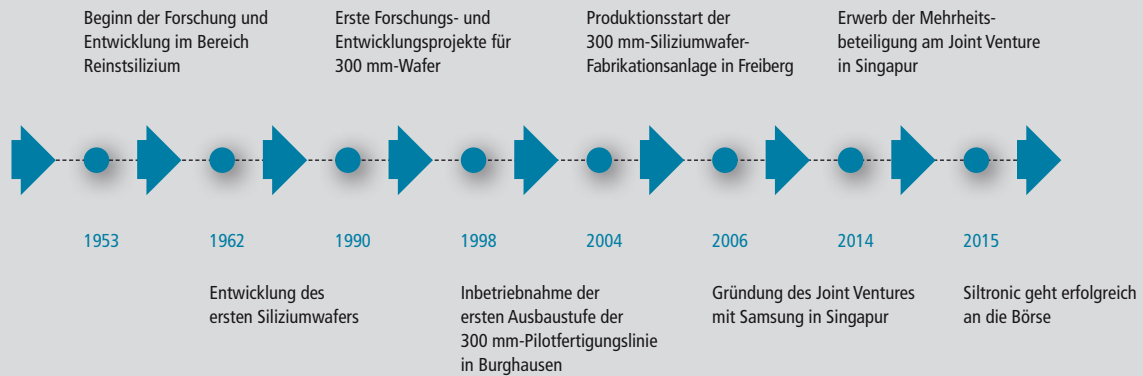 Beginn der Forschung und
Entwicklung im Bereich
Reinstsilizium
Erste Forschungs- und
Entwicklungsprojekte für
300 mm-Wafer
Produktionsstart der
300 mm-Siliziumwafer-
Fabrikationsanlage in Freiberg
Erwerb der Mehrheits-
beteiligung am Joint Venture
in Singapur
1953
1962
1990
1998
2004
2006
2014
2015
Entwicklung des
ersten Siliziumwafers
Inbetriebnahme der
ersten Ausbaustufe der
300 mm-Pilotfertigungslinie
in Burghausen
Gründung des Joint Ventures
mit Samsung in Singapur
Siltronic geht erfolgreich
an die Börse